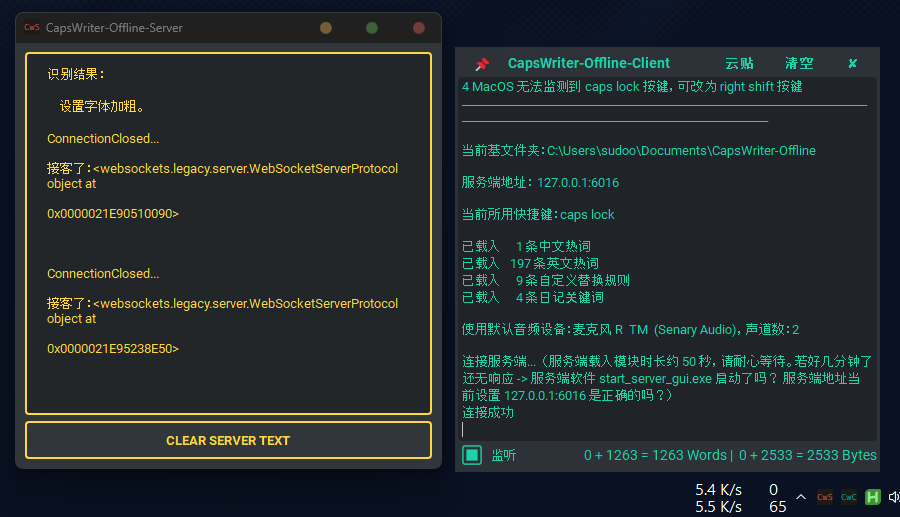 CwS CapsWriter-Offline-Server
识别结果：
设置字体加粗。
ConnectionClosed...
接客了：<websockets.legacy.server.WebSocketServerProtocol
object at
0x0000021E90510090>
ConnectionClosed...
接客了：<websockets.legacy.server.WebSocketServerProtocol
object at
0x0000021E95238E50>
CLEAR SERVER TEXT
CapsWriter-Offline-Client 云贴 清空 ✘
4 MacOS 无法监测到 caps lock 按键，可改为 right shift 按键
当前基文件夹：C:\Users\sudoo\Documents\CapsWriter-Offline
服务端地址： 127.0.0.1:6016
当前所用快捷键：caps lock
已载入 1 条中文热词
已载入 197 条英文热词
已载入 9 条自定义替换规则
已载入 4 条日记关键词
使用默认音频设备：麦克风 R TM (Senary Audio)，声道数：2
连接服务端...（服务端载入模块时长约 50 秒，请耐心等待。若好几分钟了
还无响应 -> 服务端软件 start_server_gui.exe 启动了吗？ 服务端地址当
前设置 127.0.0.1:6016 是正确的吗？）
连接成功
监听 0 + 1263 = 1263 Words | 0 + 2533 = 2533 Bytes
5.4 K/s 0
5.5 K/s 65
CwS CwC H